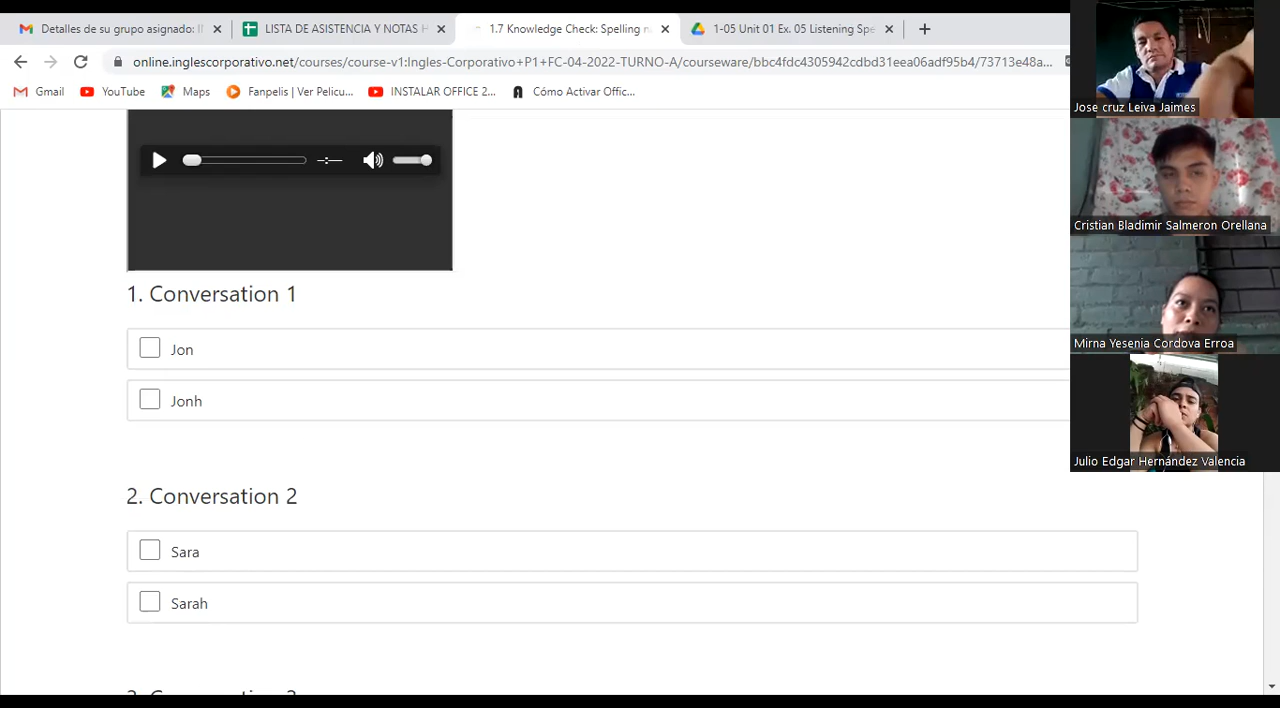 Detalles de su grupo asignado: I
LISTA DE ASISTENCIA Y NOTAS
1.7 Knowledge Check: Spelling n
1-05 Unit 01 Ex. 05 Listening Spe
online.inglescorporativo.net/courses/course-v1:Ingles-Corporativo+P1+FC-04-2022-TURNO-A/courseware/bbc4fdc4305942cdbd31eea06adf95b4/73713e48a...
Gmail
YouTube
Maps
Fanpelis | Ver Pelicu...
INSTALAR OFFICE 2...
Cómo Activar Offic...
Jose cruz Leiva Jaimes
Cristian Bladimir Salmeron Orellana
Mirna Yesenia Cordova Erroa
Julio Edgar Hernández Valencia
1. Conversation 1
Jon
Jonh
2. Conversation 2
Sara
Sarah